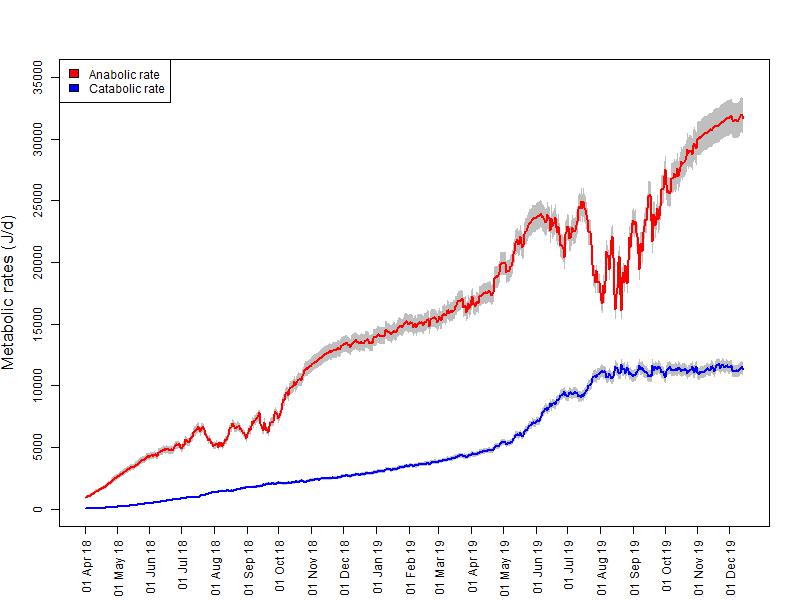 Anabolic rate
Catabolic rate
Metabolic rates (J/d)
35000
30000
25000
20000
15000
10000
5000
0
01 Apr 18
01 May 18
01 Jun 18
01 Jul 18
01 Aug 18
01 Sep 18
01 Oct 18
01 Nov 18
01 Dec 18
01 Jan 19
01 Feb 19
01 Mar 19
01 Apr 19
01 May 19
01 Jun 19
01 Jul 19
01 Aug 19
01 Sep 19
01 Oct 19
01 Nov 19
01 Dec 19